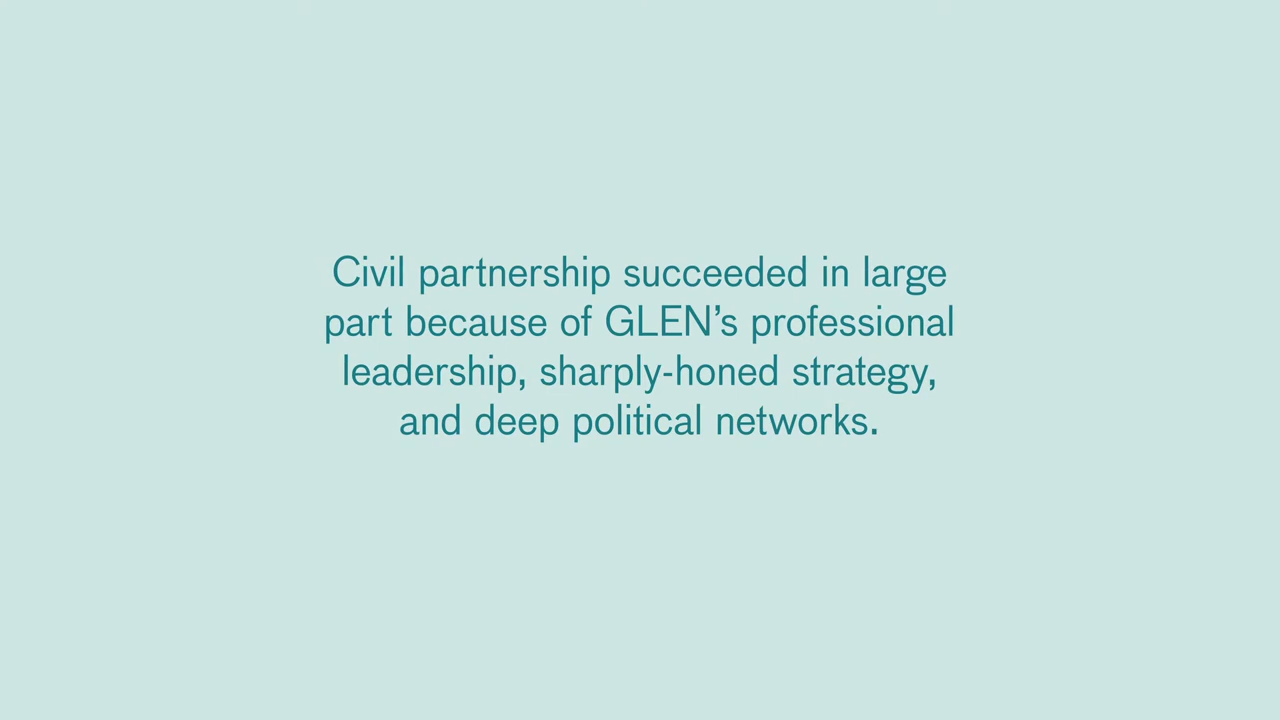 Civil partnership succeeded in large
part because of GLEN’s professional
leadership, sharply-honed strategy,
and deep political networks.